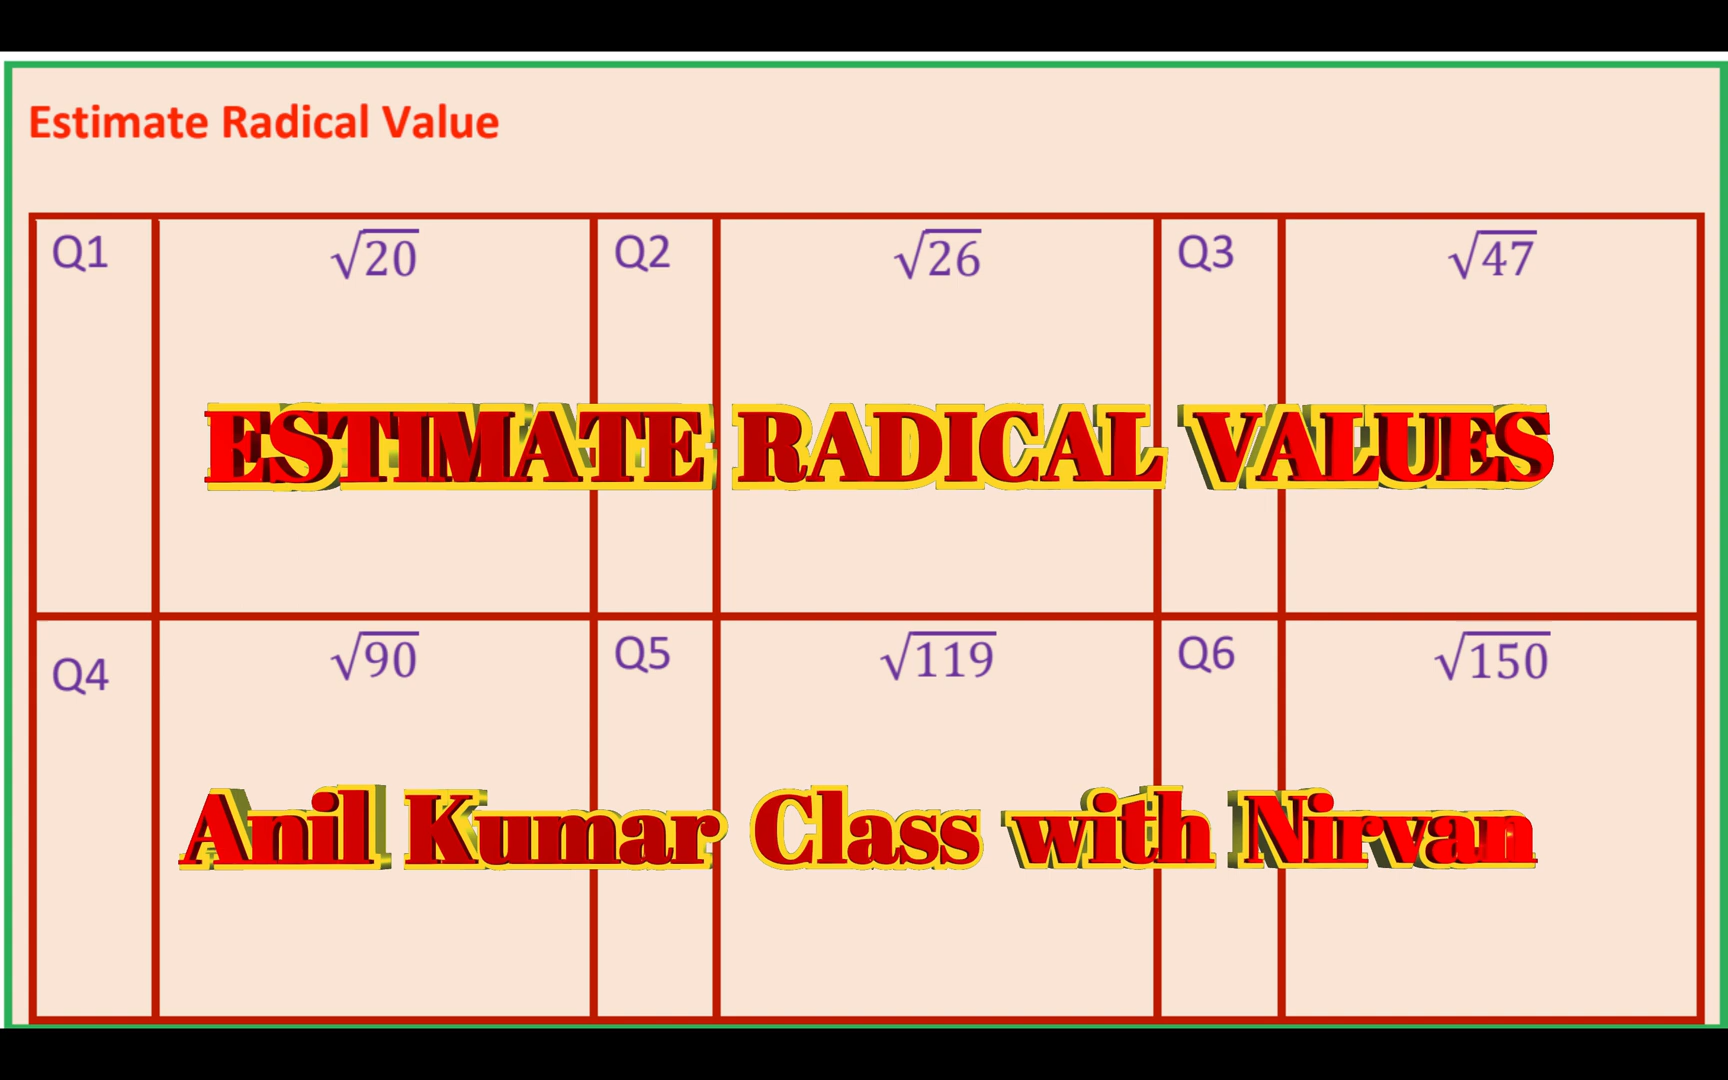 Estimate Radical Value
Q1 √20 Q2 √26 Q3 √47
ESTIMATE RADICAL VALUES
Q4 √90 Q5 √119 Q6 √150
Anil Kumar Class with Nirvan